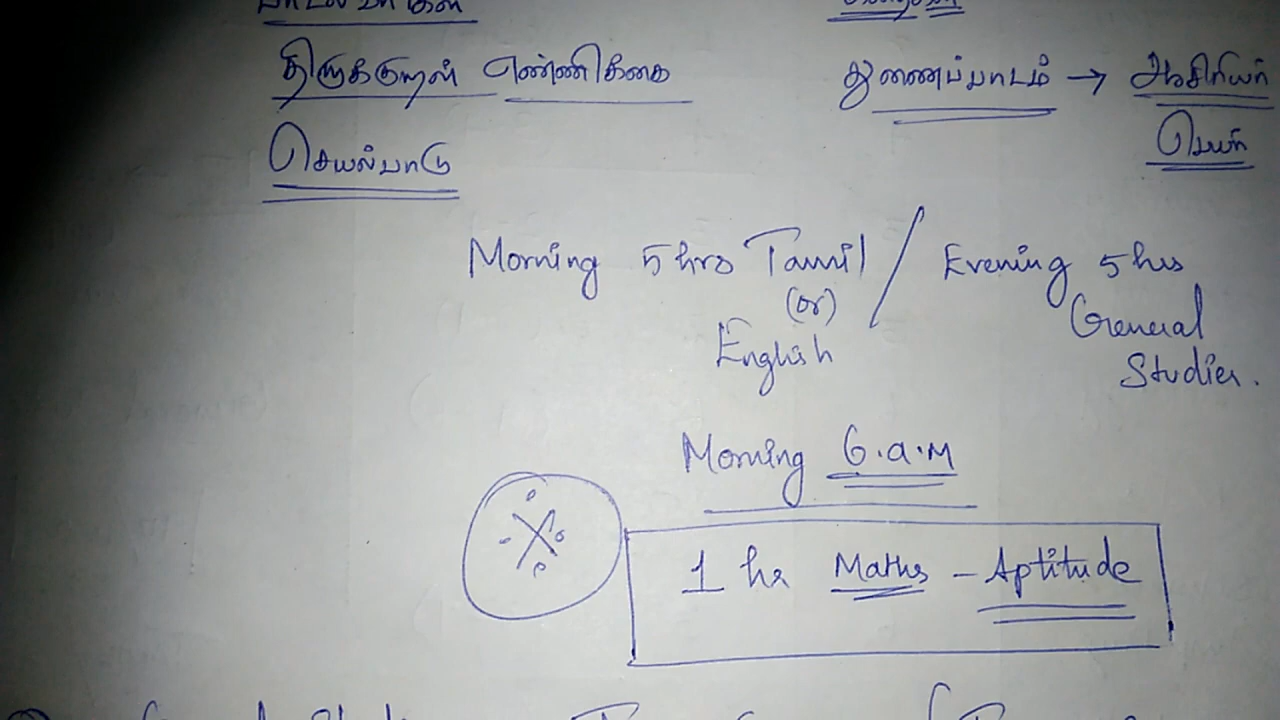 திருக்குறள் எண்ணிக்கை
துணைப்பாடம் → ஆசிரியர்
பெயர்
செயல்பாடு
Morning 5 hrs Tamil / Evening 5 hrs
(or)
General
English
Studies.
Morning 6.a.m
1 hr Maths - Aptitude